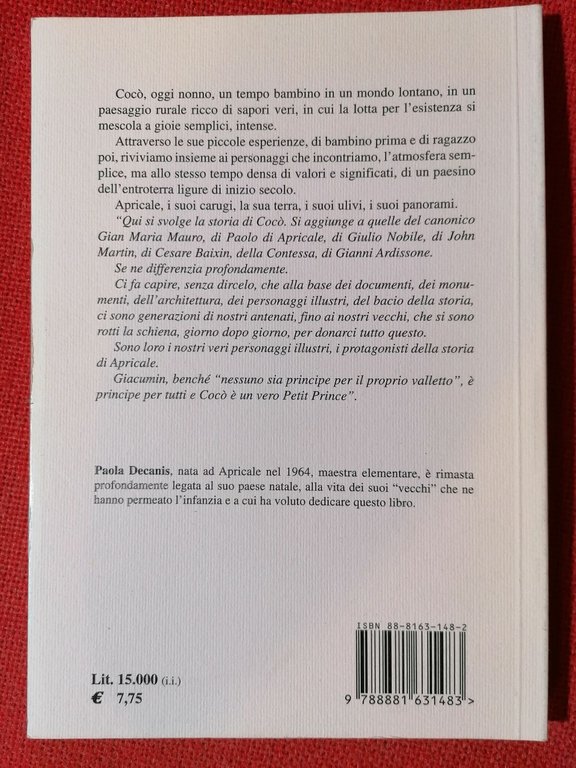 Cocò, oggi nonno, un tempo bambino in un mondo lontano, in un
paesaggio rurale ricco di sapori veri, in cui la lotta per l'esistenza si
mescola a gioie semplici, intense.
Attraverso le sue piccole esperienze, di bambino prima e di ragazzo
poi, riviviamo insieme ai personaggi che incontriamo, l'atmosfera sem-
plice, ma allo stesso tempo densa di valori e significati, di un paesino
dell'entroterra ligure di inizio secolo.
Apricale, i suoi carugi, la sua terra, i suoi ulivi, i suoi panorami.
“Qui si svolge la storia di Cocò. Si aggiunge a quelle del canonico
Gian Maria Mauro, di Paolo di Apricale, di Giulio Nobile, di John
Martin, di Cesare Baixin, della Contessa, di Gianni Ardissone.
Se ne differenzia profondamente.
Ci fa capire, senza dircelo, che alla base dei documenti, dei monu-
menti, dell'architettura, dei personaggi illustri, del bacio della storia,
ci sono generazioni di nostri antenati, fino ai nostri vecchi, che si sono
rotti la schiena, giorno dopo giorno, per donarci tutto questo.
Sono loro i nostri veri personaggi illustri, i protagonisti della storia
di Apricale.
Giacumin, benché “nessuno sia principe per il proprio valletto”, è
principe per tutti e Cocò è un vero Petit Prince”.
Paola Decanis, nata ad Apricale nel 1964, maestra elementare, è rimasta
profondamente legata al suo paese natale, alla vita dei suoi “vecchi” che ne
hanno permeato l'infanzia e a cui ha voluto dedicare questo libro.
ISBN 88-8163-148-2
Lit. 15.000 (i.i.)
€ 7,75
9 788881 631483 >